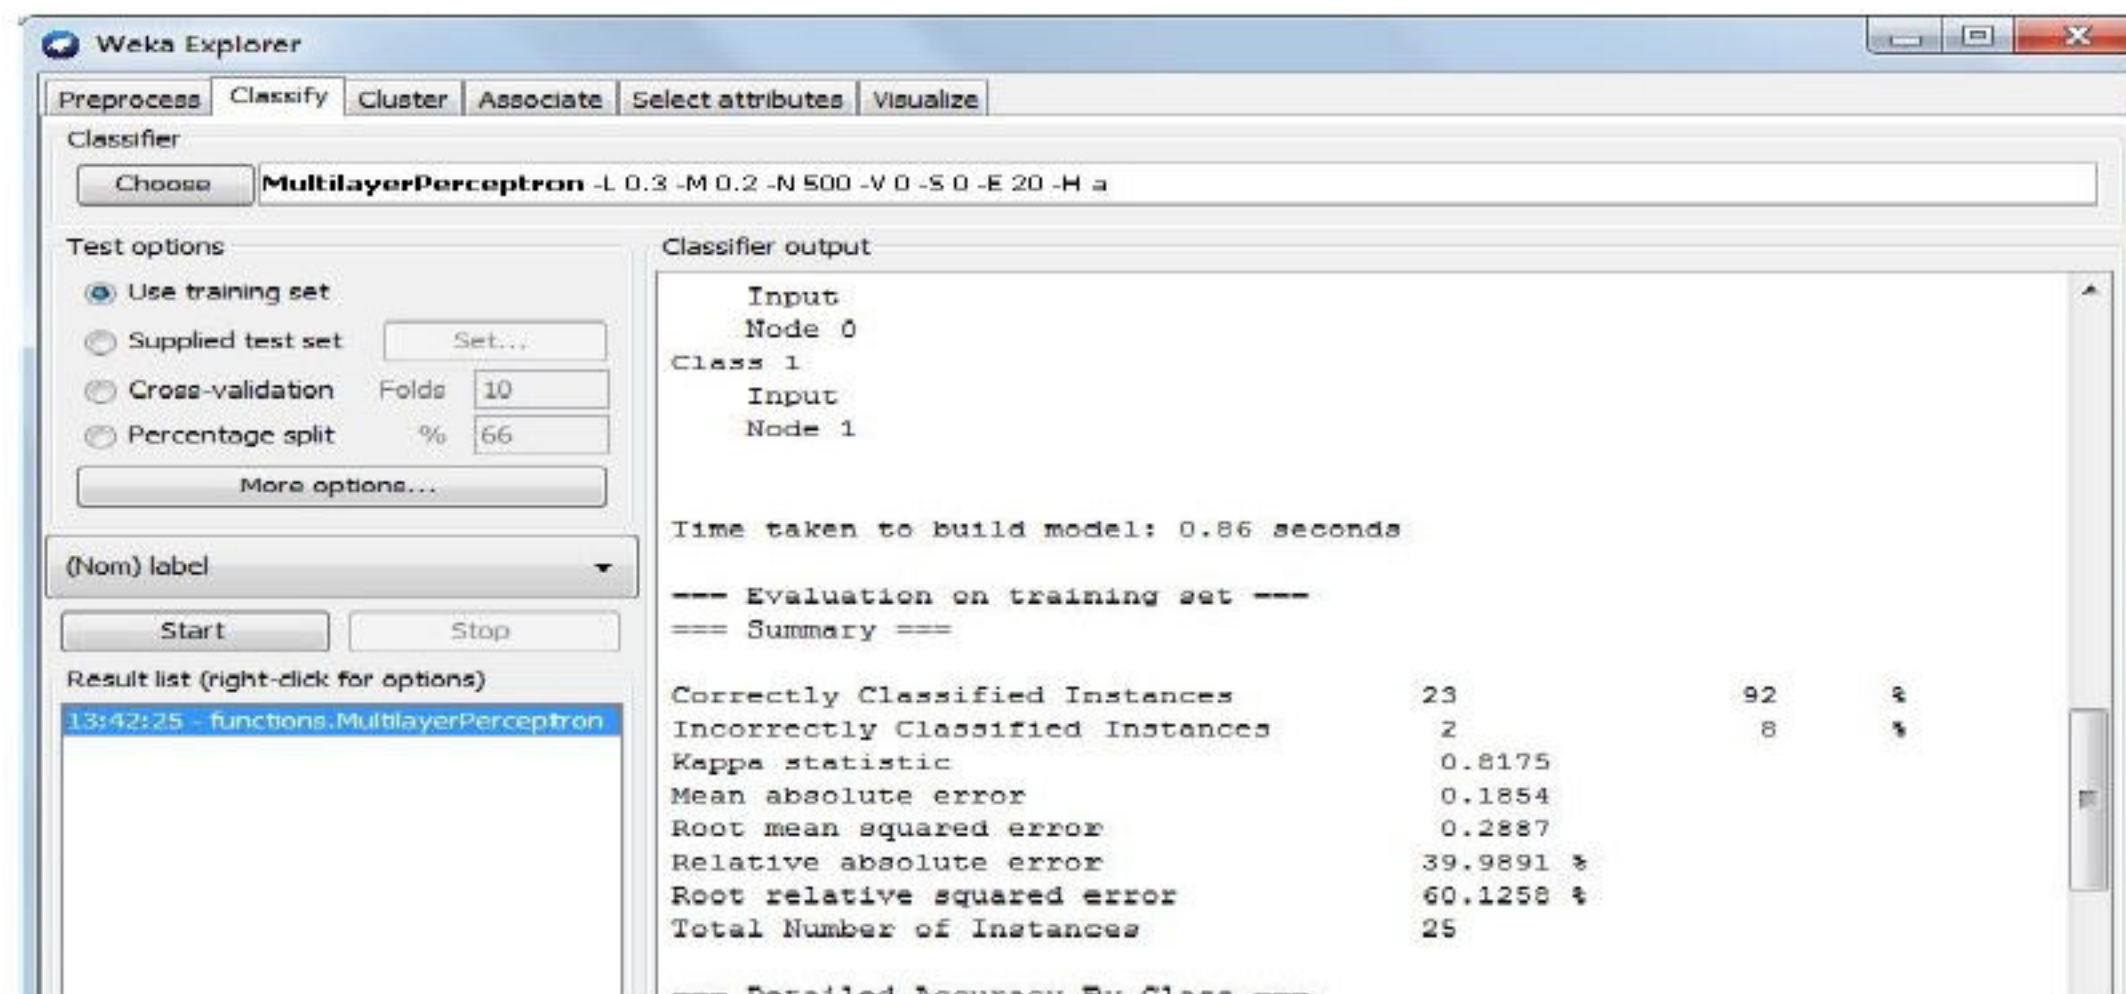 Weka Explorer
Preprocess Classify Cluster Associate Select attributes Visualize
Classifier
Choose MultilayerPerceptron -L 0.3 -M 0.2 -N 500 -V 0 -S 0 -E 20 -H a
Test options
Use training set
Supplied test set Set...
Cross-validation Folds 10
Percentage split % 66
More options...
(Nom) label
Start Stop
Result list (right-click for options)
13:42:25 - functions.MultilayerPerceptron
Classifier output
Input
Node 0
Class 1
Input
Node 1
Time taken to build model: 0.86 seconds
=== Evaluation on training set ===
=== Summary ===
Correctly Classified Instances 23 92 %
Incorrectly Classified Instances 2 8 %
Kappa statistic 0.8175
Mean absolute error 0.1854
Root mean squared error 0.2887
Relative absolute error 39.9891 %
Root relative squared error 60.1258 %
Total Number of Instances 25
=== Detailed Accuracy By Class ===